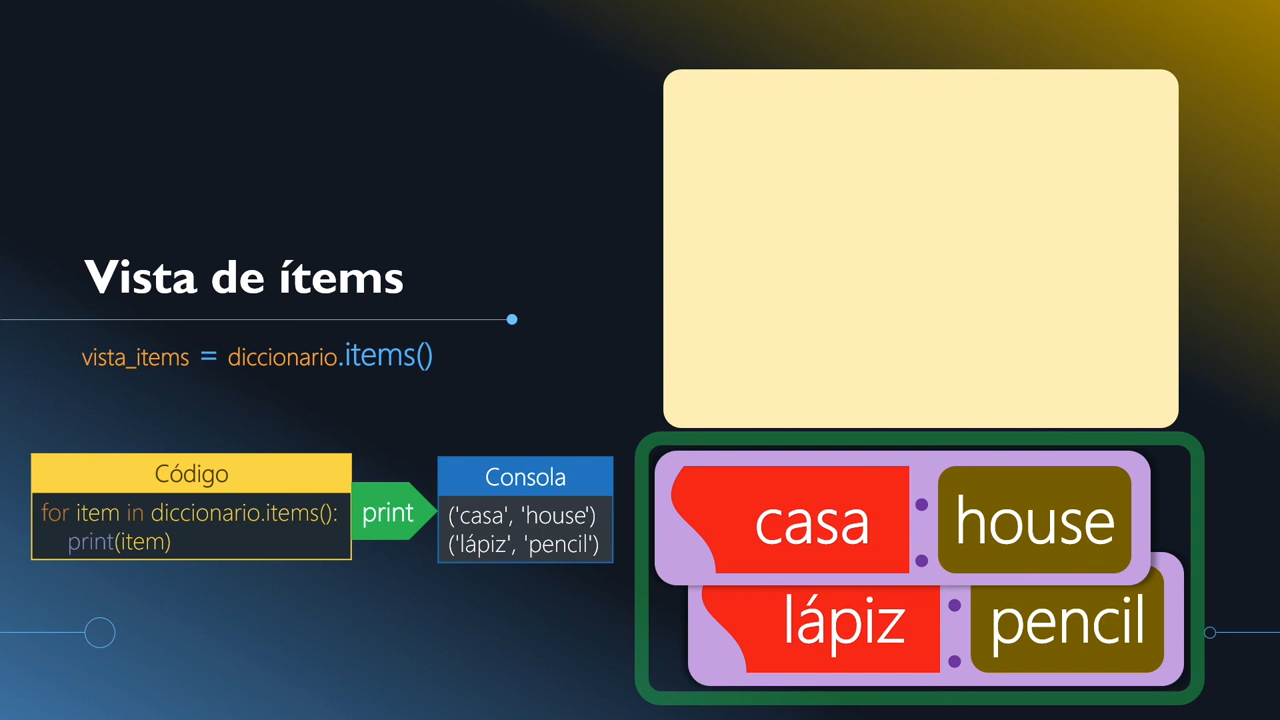 Vista de ítems
vista_items = diccionario.items()
Código
for item in diccionario.items():
print(item)
print
Consola
('casa', 'house')
('lápiz', 'pencil')
casa : house
lápiz : pencil